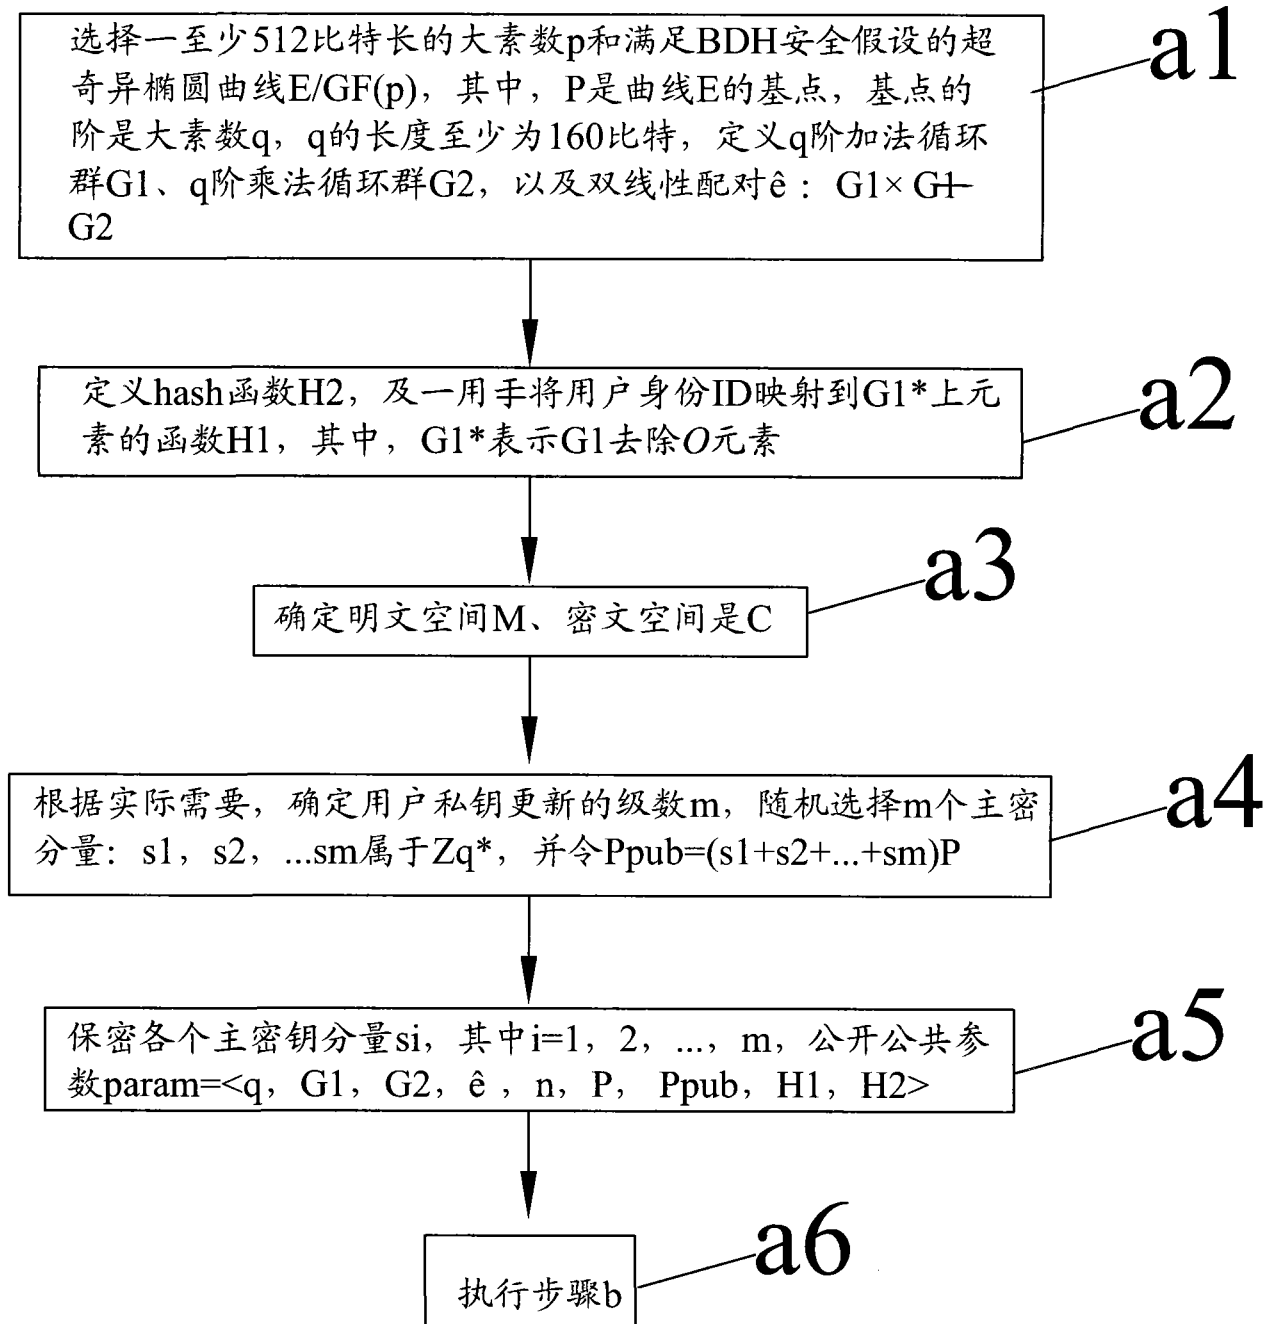 选择一至少512比特长的大素数p和满足BDH安全假设的超
奇异椭圆曲线E/GF(p)，其中，P是曲线E的基点，基点的
阶是大素数q，q的长度至少为160比特，定义q阶加法循环
群G1、q阶乘法循环群G2，以及双线性配对ê：G1×G1
G2
a1
定义hash函数H2，及一用于将用户身份ID映射到G1*上元
素的函数H1，其中，G1*表示G1去除O元素
a2
确定明文空间M、密文空间是C
a3
根据实际需要，确定用户私钥更新的级数m，随机选择m个主密
分量：s1，s2，...sm属于Zq*，并令Ppub=(s1+s2+...+sm)P
a4
保密各个主密钥分量si，其中i=1，2，...，m，公开公共参
数param=<q，G1，G2，ê，n，P， Ppub，H1，H2>
a5
执行步骤b
a6